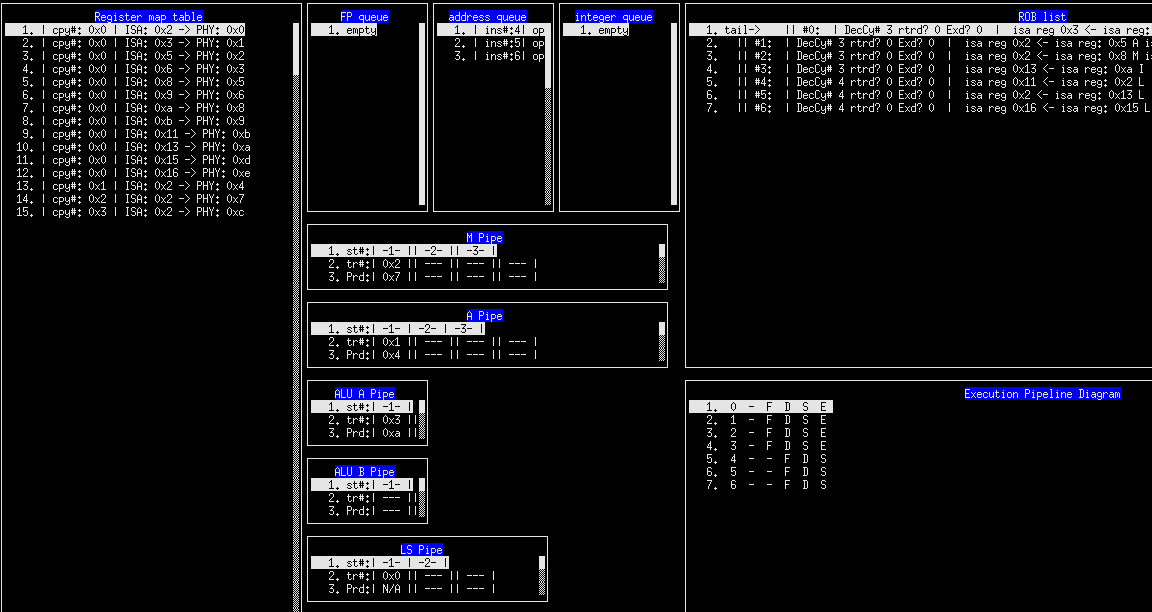 Register map table
1. | cpy#: 0x0 | ISA: 0x2 -> PHY: 0x0
2. | cpy#: 0x0 | ISA: 0x3 -> PHY: 0x1
3. | cpy#: 0x0 | ISA: 0x5 -> PHY: 0x2
4. | cpy#: 0x0 | ISA: 0x6 -> PHY: 0x3
5. | cpy#: 0x0 | ISA: 0x8 -> PHY: 0x5
6. | cpy#: 0x0 | ISA: 0x9 -> PHY: 0x6
7. | cpy#: 0x0 | ISA: 0xa -> PHY: 0x8
8. | cpy#: 0x0 | ISA: 0xb -> PHY: 0x9
9. | cpy#: 0x0 | ISA: 0x11 -> PHY: 0xb
10. | cpy#: 0x0 | ISA: 0x13 -> PHY: 0xa
11. | cpy#: 0x0 | ISA: 0x15 -> PHY: 0xd
12. | cpy#: 0x0 | ISA: 0x16 -> PHY: 0xe
13. | cpy#: 0x1 | ISA: 0x2 -> PHY: 0x4
14. | cpy#: 0x2 | ISA: 0x2 -> PHY: 0x7
15. | cpy#: 0x3 | ISA: 0x2 -> PHY: 0xc
FP queue
1. empty
address queue
1. | ins#:4| op
2. | ins#:5| op
3. | ins#:6| op
integer queue
1. empty
ROB list
1. tail-> || #0: | DecCy# 3 rtrd? 0 Exd? 0 | isa reg 0x3 <- isa reg:
2. || #1: | DecCy# 3 rtrd? 0 Exd? 0 | isa reg 0x2 <- isa reg: 0x5 A i
3. || #2: | DecCy# 3 rtrd? 0 Exd? 0 | isa reg 0x2 <- isa reg: 0x8 M i
4. || #3: | DecCy# 3 rtrd? 0 Exd? 0 | isa reg 0x13 <- isa reg: 0xa I
5. || #4: | DecCy# 4 rtrd? 0 Exd? 0 | isa reg 0x11 <- isa reg: 0x2 L
6. || #5: | DecCy# 4 rtrd? 0 Exd? 0 | isa reg 0x2 <- isa reg: 0x13 L
7. || #6: | DecCy# 4 rtrd? 0 Exd? 0 | isa reg 0x16 <- isa reg: 0x15 L
M Pipe
1. st#:| -1- || -2- || -3- |
2. tr#:| 0x2 || --- || --- || --- |
3. Prd:| 0x7 || --- || --- || --- |
A Pipe
1. st#:| -1- | -2- | -3- |
2. tr#:| 0x1 || --- || --- || --- |
3. Prd:| 0x4 || --- || --- || --- |
ALU A Pipe
1. st#:| -1- |
2. tr#:| 0x3 ||
3. Prd:| 0xa ||
ALU B Pipe
1. st#:| -1- |
2. tr#:| --- ||
3. Prd:| --- ||
LS Pipe
1. st#:| -1- | -2- |
2. tr#:| 0x0 || --- || --- |
3. Prd:| N/A || --- || --- |
Execution Pipeline Diagram
1. 0 - F D S E
2. 1 - F D S E
3. 2 - F D S E
4. 3 - F D S E
5. 4 - - F D S
6. 5 - - F D S
7. 6 - - F D S